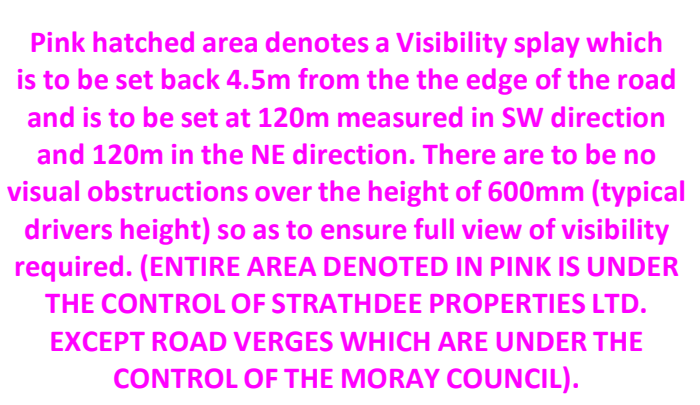 Pink hatched area denotes a Visibility splay which
is to be set back 4.5m from the the edge of the road
and is to be set at 120m measured in SW direction
and 120m in the NE direction. There are to be no
visual obstructions over the height of 600mm (typical
drivers height) so as to ensure full view of visibility
required. (ENTIRE AREA DENOTED IN PINK IS UNDER
THE CONTROL OF STRATHDEE PROPERTIES LTD.
EXCEPT ROAD VERGES WHICH ARE UNDER THE
CONTROL OF THE MORAY COUNCIL).